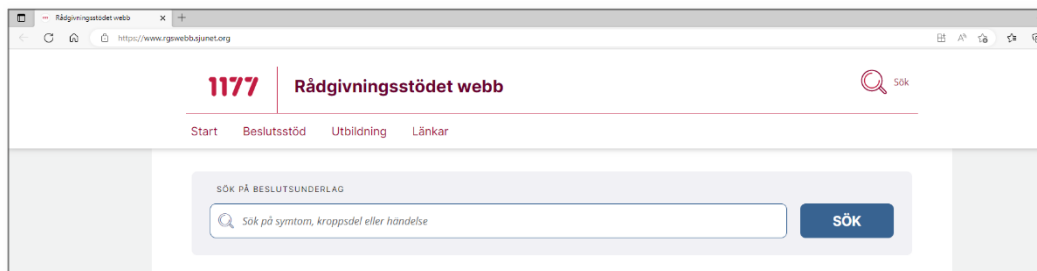 Rådgivningsstödet webb
https://www.rgswebb.sjunet.org
1177 Rådgivningsstödet webb
Sök
Start Beslutsstöd Utbildning Länkar
SÖK PÅ BESLUTSUNDERLAG
Sök på symtom, kroppsdel eller händelse
SÖK